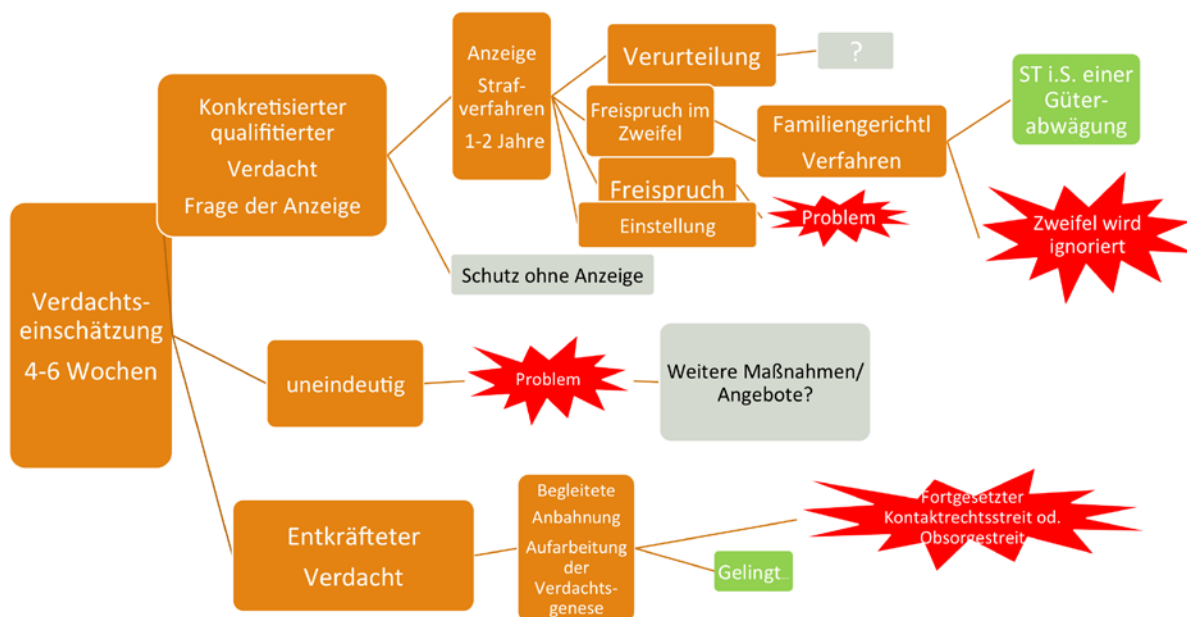 Verdachts-
einschätzung
4-6 Wochen
Konkretisierter
qualifitierter
Verdacht
Frage der Anzeige
Anzeige
Straf-
verfahren
1-2 Jahre
Verurteilung
?
Freispruch im
Zweifel
Familiengerichtl
Verfahren
ST i.S. einer
Güter-
abwägung
Zweifel wird
ignoriert
Freispruch
Einstellung
Problem
Schutz ohne Anzeige
uneindeutig
Problem
Weitere Maßnahmen/
Angebote?
Entkräfteter
Verdacht
Begleitete
Anbahnung
Aufarbeitung
der
Verdachts-
genese
Fortgesetzter
Kontaktrechtsstreit od.
Obsorgestreit
Gelingt...